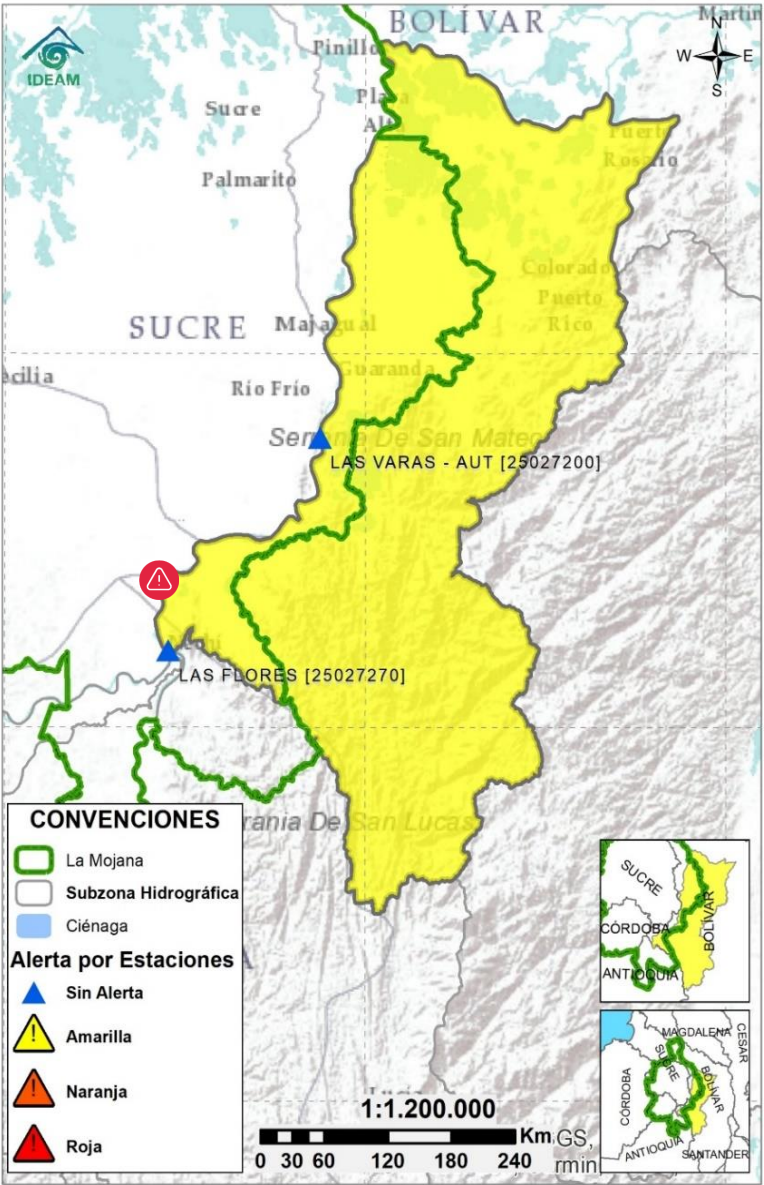 BOLÍVAR
Martin
N
W E
S
IDEAM
Pinillo
Sucre
Playa
Alta
Puerto
Rosario
Palmarito
Colorado
Puerto
Rico
SUCRE
Majagual
Guaranda
ecilia
Río Frío
Serranía De San Mateo
LAS VARAS - AUT [25027200]
LAS FLORES [25027270]
CONVENCIONES
La Mojana
Subzona Hidrográfica
Ciénaga
Alerta por Estaciones
Sin Alerta
Amarilla
Naranja
Roja
ranía De San Lucas
A
SUCRE
CÓRDOBA
BOLÍVAR
ANTIOQUIA
MAGDALENA
CESAR
SUCRE
BOLÍVAR
CÓRDOBA
ANTIOQUIA
SANTANDER
1:1.200.000
Km
GS,
0 30 60 120 180 240
rmin